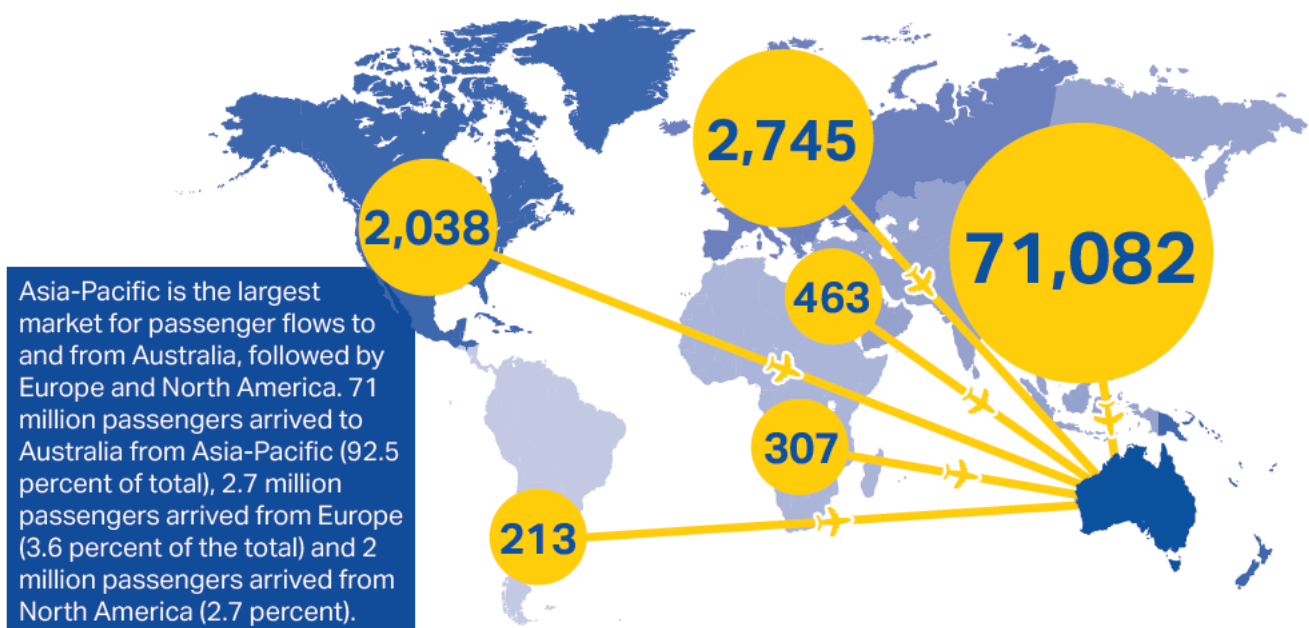 2,745
2,038
71,082
463
307
213
Asia-Pacific is the largest
market for passenger flows to
and from Australia, followed by
Europe and North America. 71
million passengers arrived to
Australia from Asia-Pacific (92.5
percent of total), 2.7 million
passengers arrived from Europe
(3.6 percent of the total) and 2
million passengers arrived from
North America (2.7 percent).